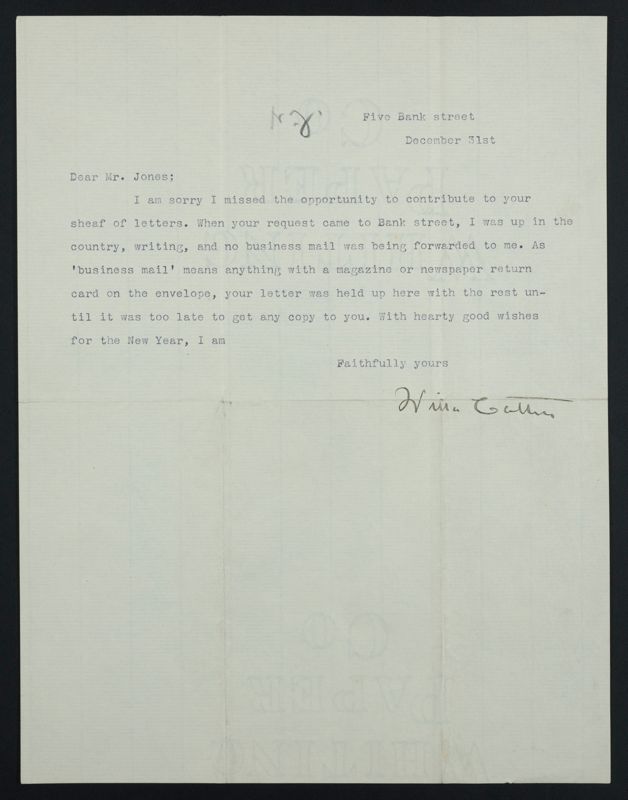 Five Bank street
December 31st
Dear Mr. Jones:
I am sorry I missed the opportunity to contribute to your
sheaf of letters. When your request came to Bank street, I was up in the
country, writing, and no business mail was being forwarded to me. As
'business mail' means anything with a magazine or newspaper return
card on the envelope, your letter was held up here with the rest un-
til it was too late to get any copy to you. With hearty good wishes
for the New Year, I am
Faithfully yours
Willa Cather
CO
PAPER